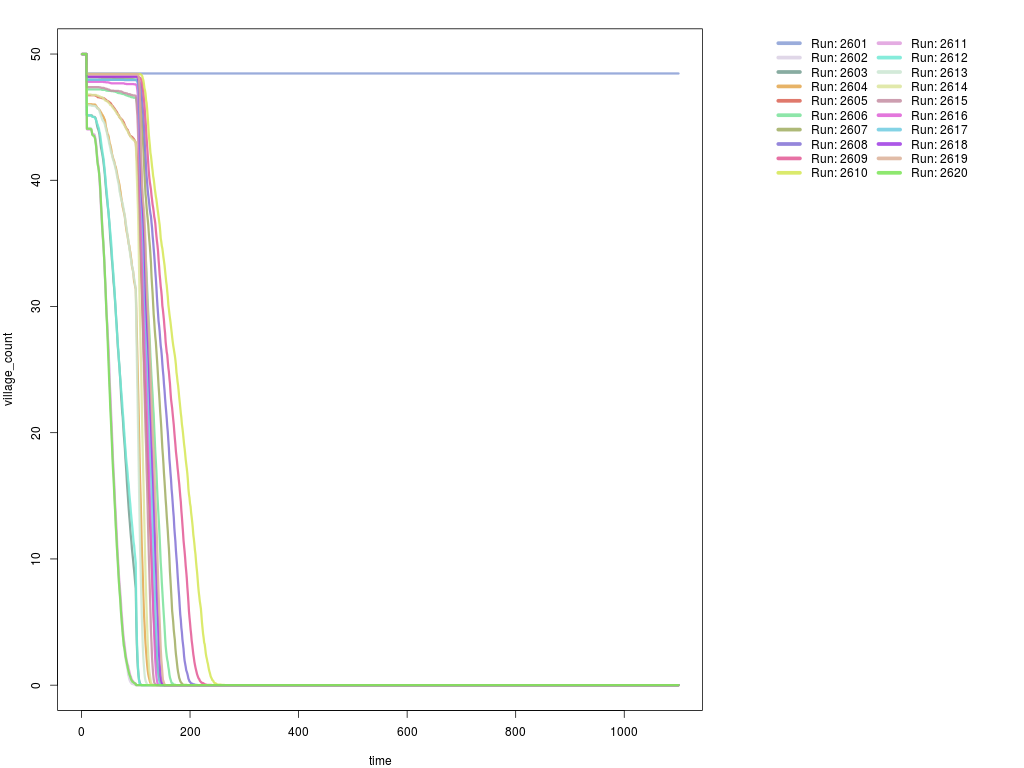 50
40
30
20
10
0
village_count
0 200 400 600 800 1000
time
Run: 2601 Run: 2611
Run: 2602 Run: 2612
Run: 2603 Run: 2613
Run: 2604 Run: 2614
Run: 2605 Run: 2615
Run: 2606 Run: 2616
Run: 2607 Run: 2617
Run: 2608 Run: 2618
Run: 2609 Run: 2619
Run: 2610 Run: 2620